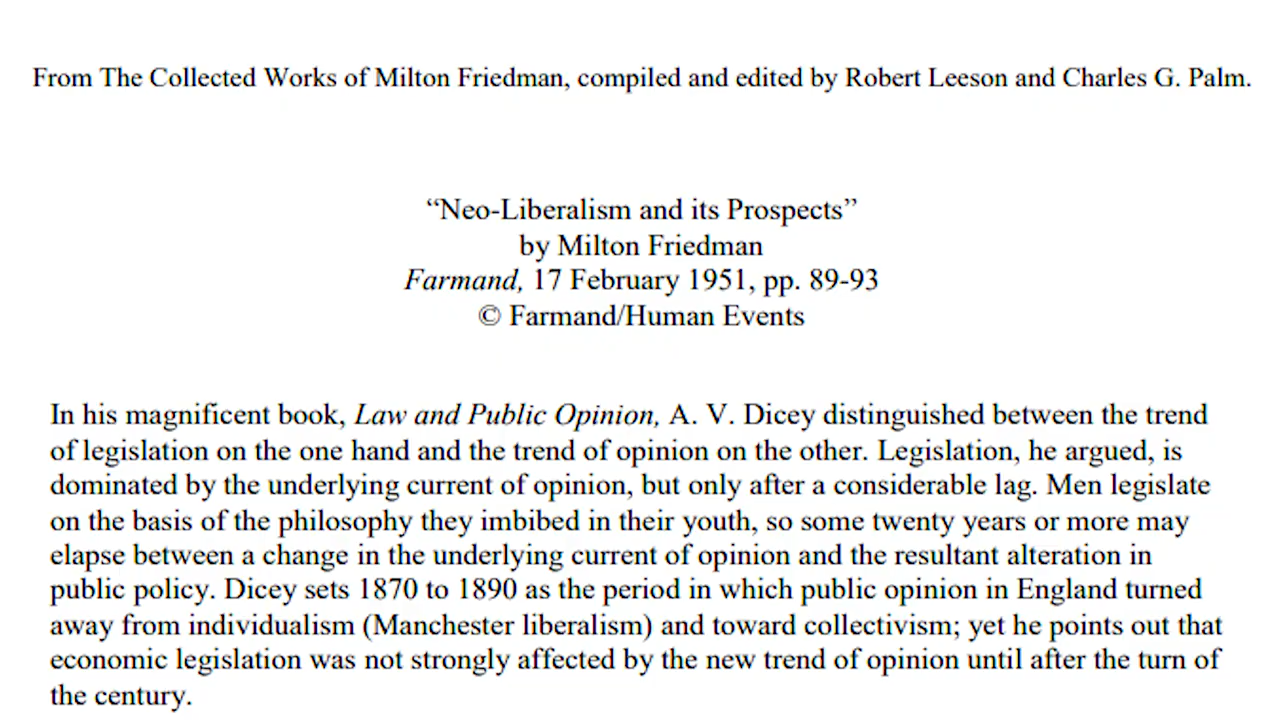 From The Collected Works of Milton Friedman, compiled and edited by Robert Leeson and Charles G. Palm.
“Neo-Liberalism and its Prospects”
by Milton Friedman
Farmand, 17 February 1951, pp. 89-93
© Farmand/Human Events
In his magnificent book, Law and Public Opinion, A. V. Dicey distinguished between the trend
of legislation on the one hand and the trend of opinion on the other. Legislation, he argued, is
dominated by the underlying current of opinion, but only after a considerable lag. Men legislate
on the basis of the philosophy they imbibed in their youth, so some twenty years or more may
elapse between a change in the underlying current of opinion and the resultant alteration in
public policy. Dicey sets 1870 to 1890 as the period in which public opinion in England turned
away from individualism (Manchester liberalism) and toward collectivism; yet he points out that
economic legislation was not strongly affected by the new trend of opinion until after the turn of
the century.